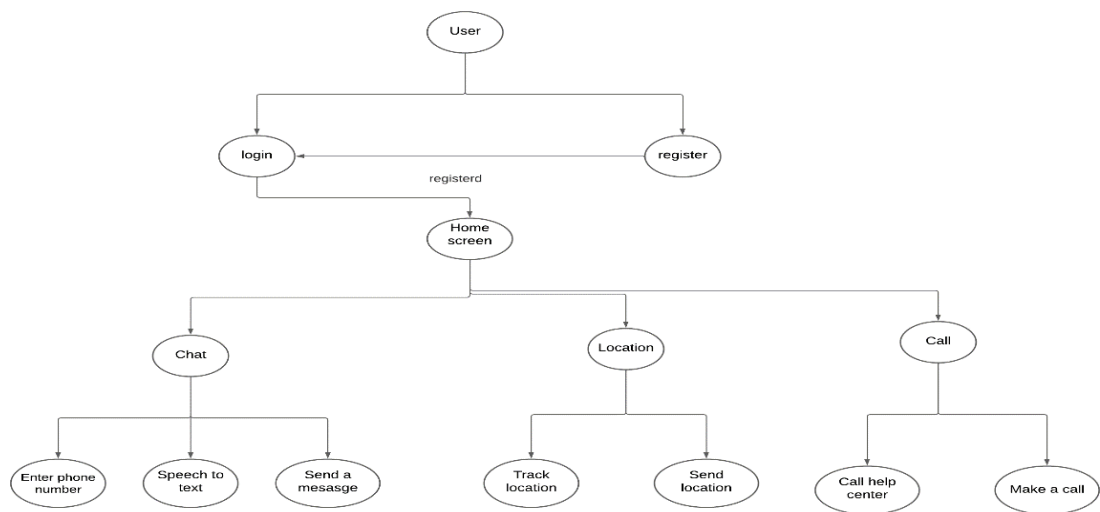 User
login
register
registerd
Home
screen
Chat
Location
Call
Enter phone
number
Speech to
text
Send a
mesasge
Track
location
Send
location
Call help
center
Make a call